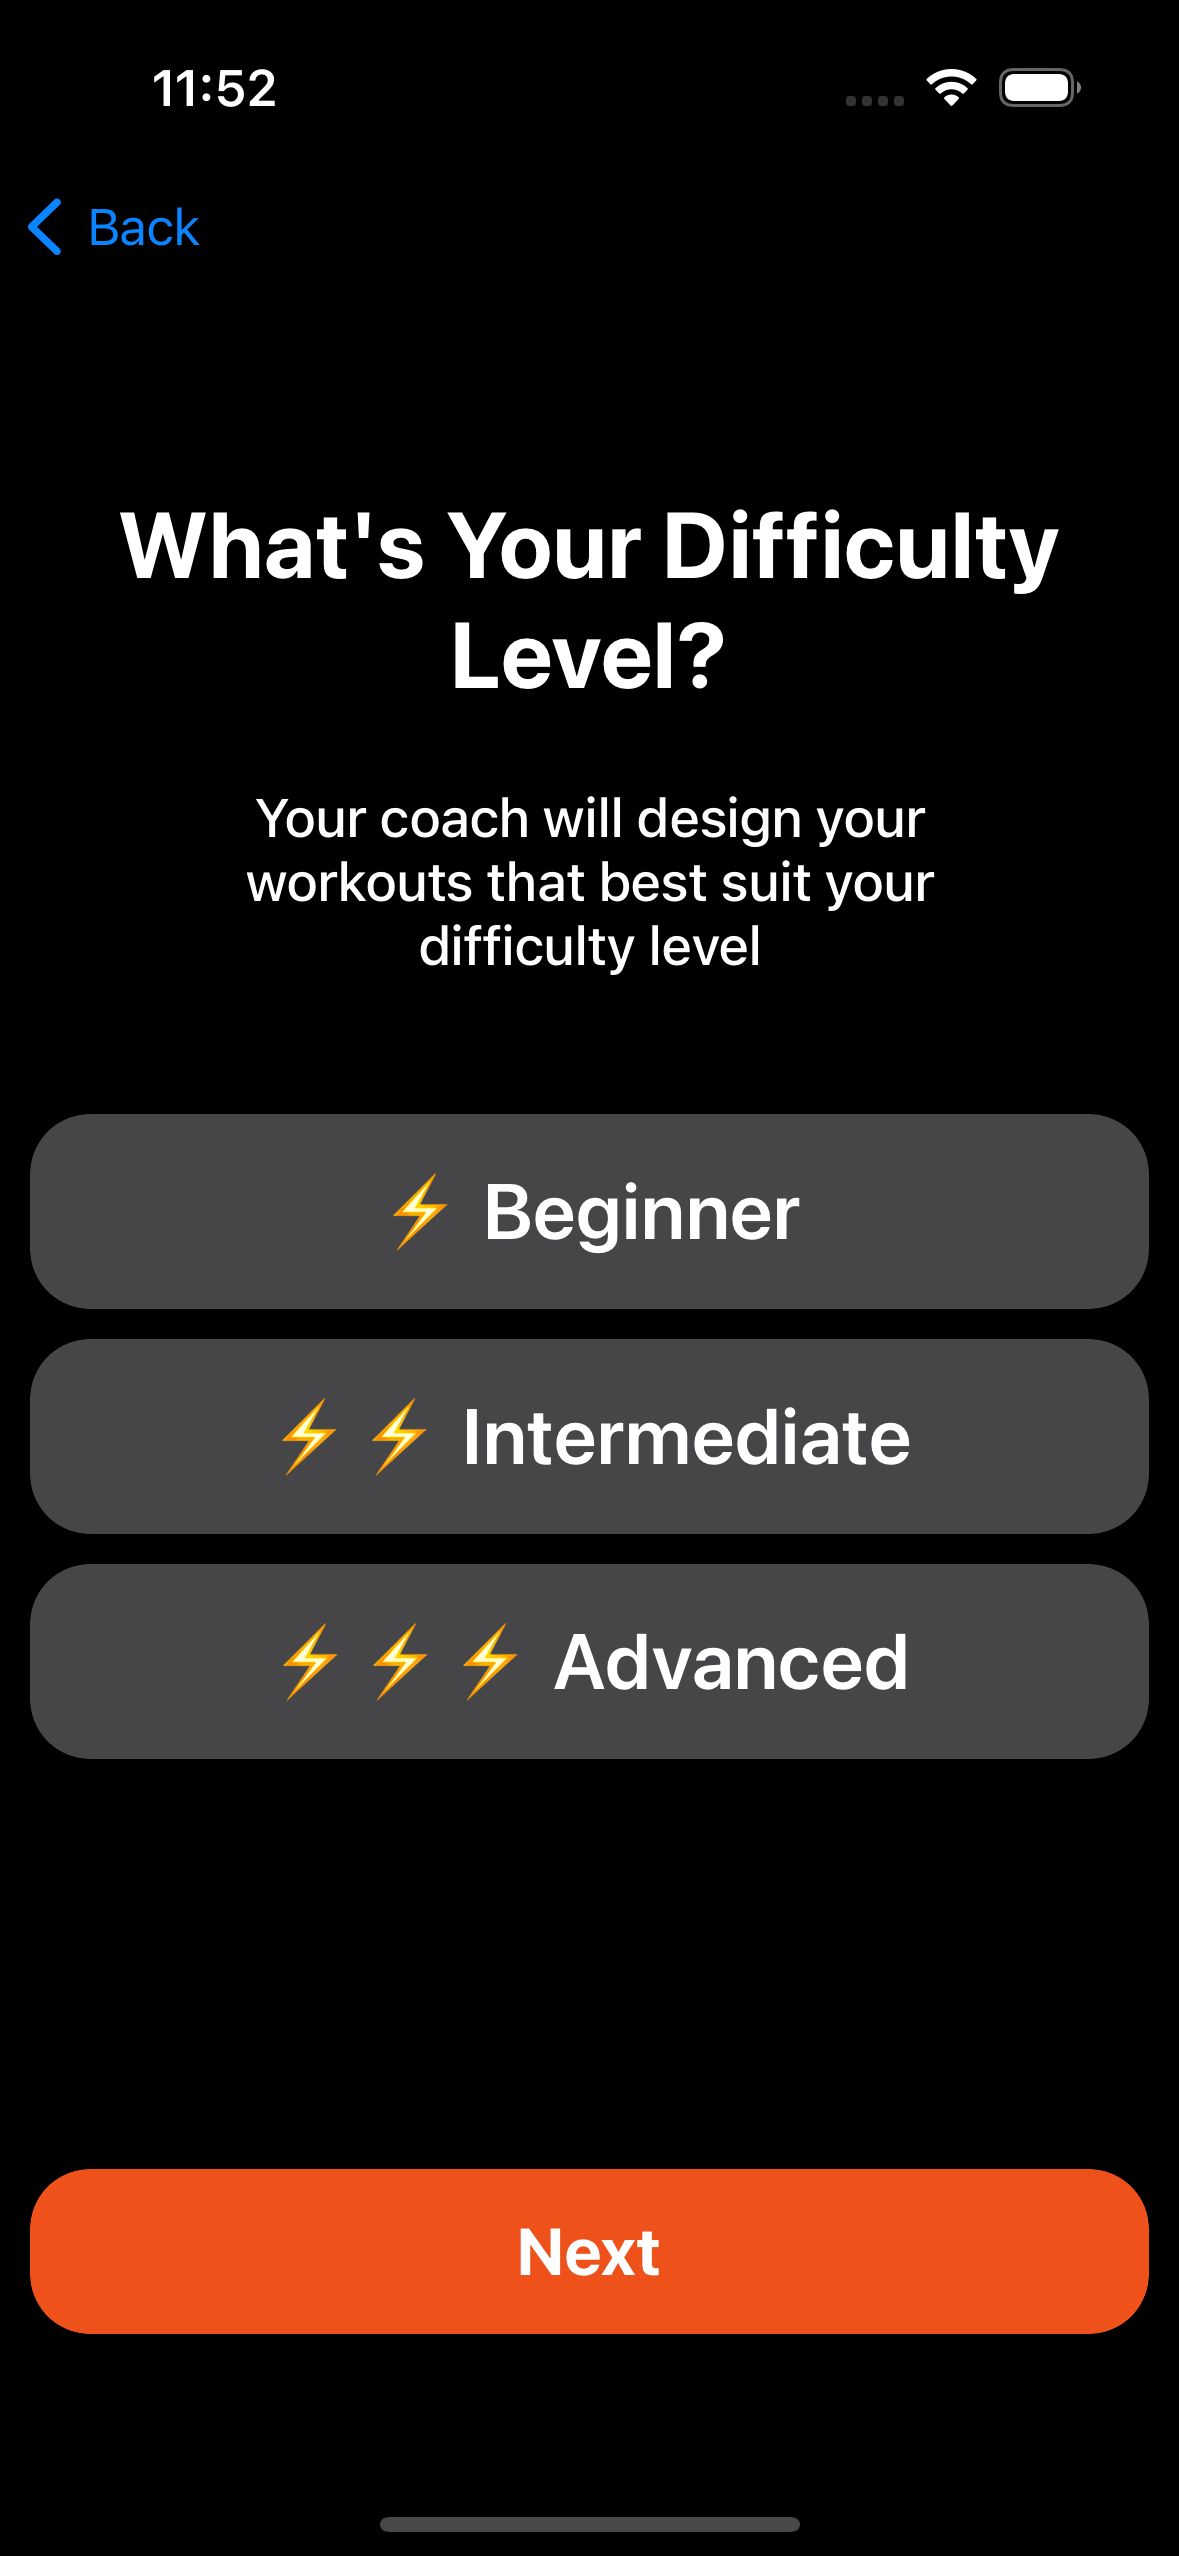 11:52
Back
What's Your Difficulty
Level?
Your coach will design your
workouts that best suit your
difficulty level
⚡ Beginner
⚡⚡ Intermediate
⚡⚡⚡ Advanced
Next